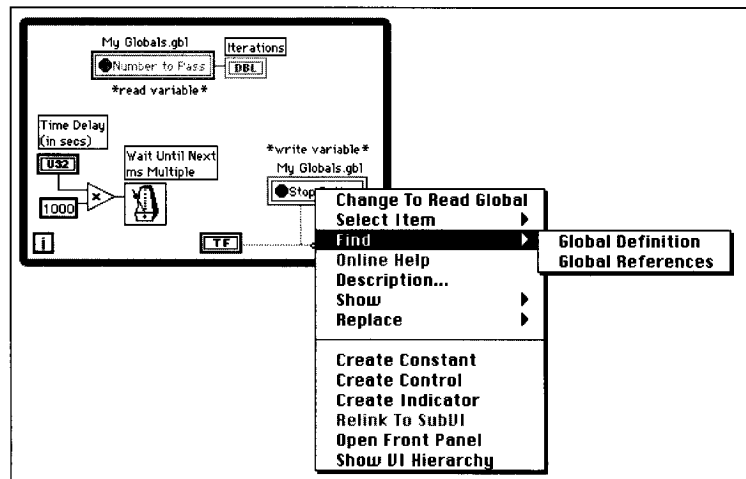 My Globals.gbl
Number to Pass
Iterations
DBL
*read variable*
Time Delay
(in secs)
U32
Wait Until Next
ms Multiple
1000
x
i
TF
*write variable*
My Globals.gbl
Stop
Change To Read Global
Select Item
Find
Global Definition
Global References
Online Help
Description...
Show
Replace
Create Constant
Create Control
Create Indicator
Relink To SubVI
Open Front Panel
Show VI Hierarchy